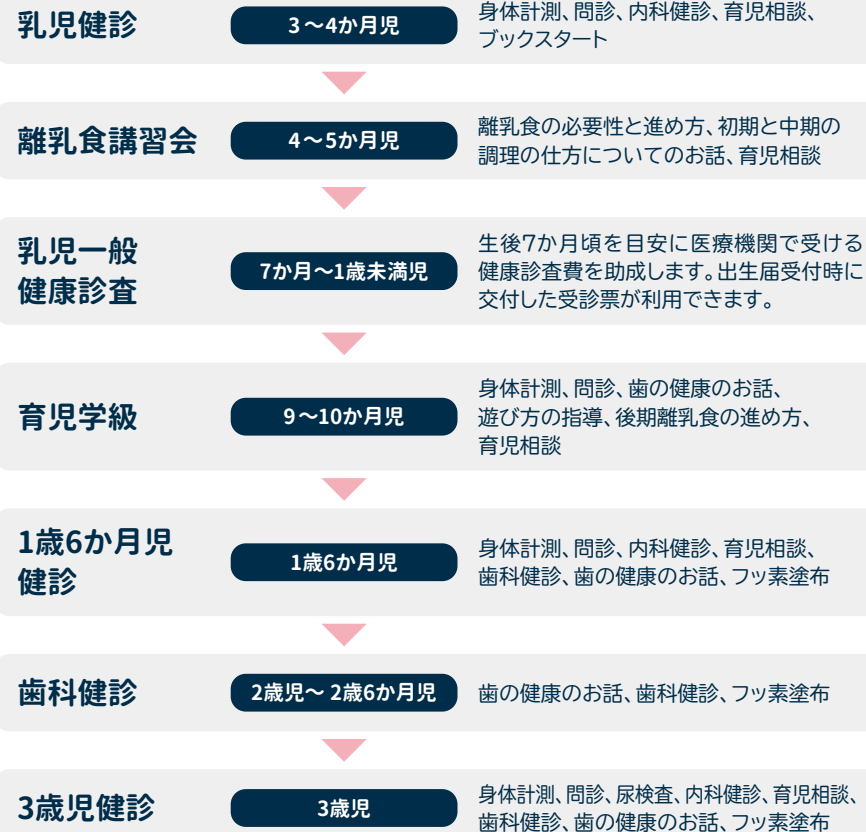 乳児健診
3～4か月児
身体計測、問診、内科健診、育児相談、
ブックスタート
離乳食講習会
4～5か月児
離乳食の必要性と進め方、初期と中期の
調理の仕方についてのお話、育児相談
乳児一般
健康診査
7か月～1歳未満児
生後7か月頃を目安に医療機関で受ける
健康診査費を助成します。出生届受付時に
交付した受診票が利用できます。
育児学級
9～10か月児
身体計測、問診、歯の健康のお話、
遊び方の指導、後期離乳食の進め方、
育児相談
1歳6か月児
健診
1歳6か月児
身体計測、問診、内科健診、育児相談、
歯科健診、歯の健康のお話、フッ素塗布
歯科健診
2歳児～ 2歳6か月児
歯の健康のお話、歯科健診、フッ素塗布
3歳児健診
3歳児
身体計測、問診、尿検査、内科健診、育児相談、
歯科健診、歯の健康のお話、フッ素塗布